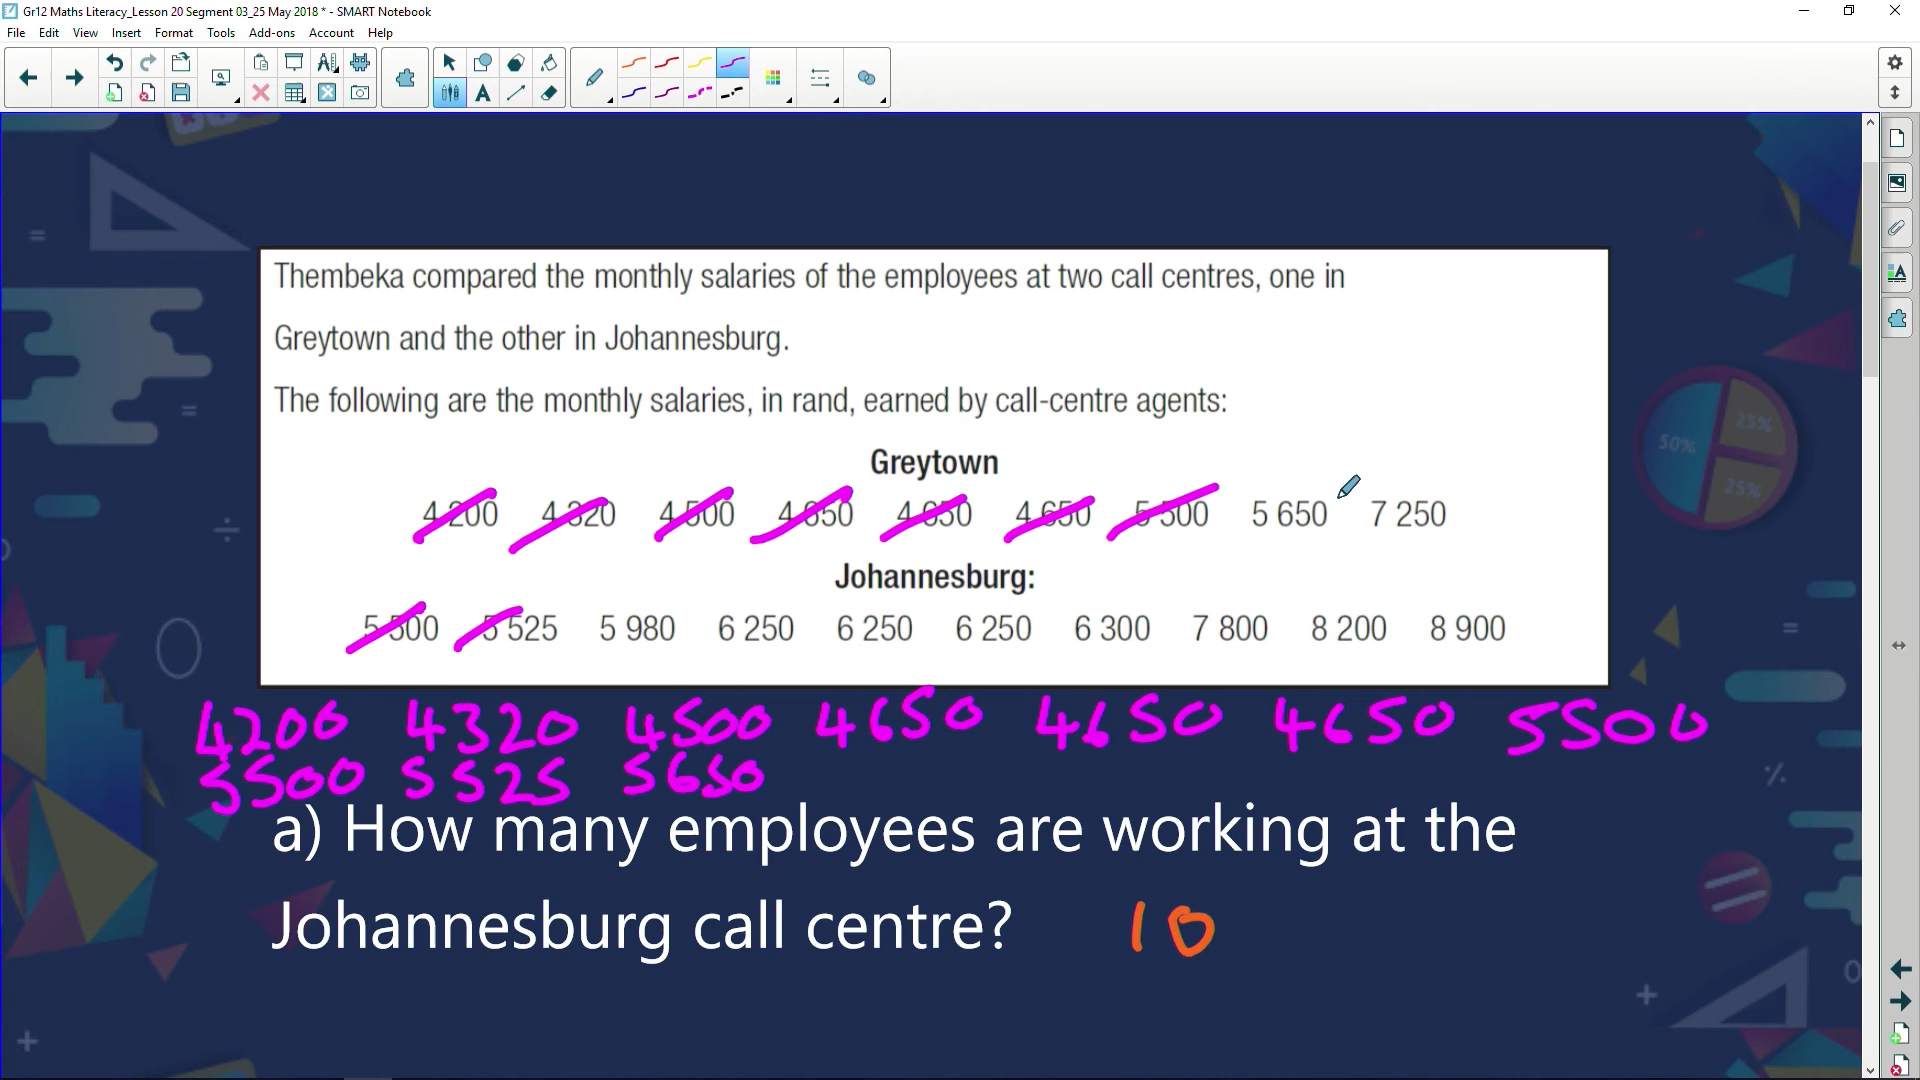 Gr12 Maths Literacy_Lesson 20 Segment 03_25 May 2018 * - SMART Notebook
File Edit View Insert Format Tools Add-ons Account Help
Thembeka compared the monthly salaries of the employees at two call centres, one in
Greytown and the other in Johannesburg.
The following are the monthly salaries, in rand, earned by call-centre agents:
Greytown
4 200 4 320 4 500 4 650 4 650 4 650 5 500 5 650 7 250
Johannesburg:
5 500 5 525 5 980 6 250 6 250 6 250 6 300 7 800 8 200 8 900
4200 4320 4500 4650 4650 4650 5500
5500 5525 5650
a) How many employees are working at the
Johannesburg call centre? 10
50% 25%
25%